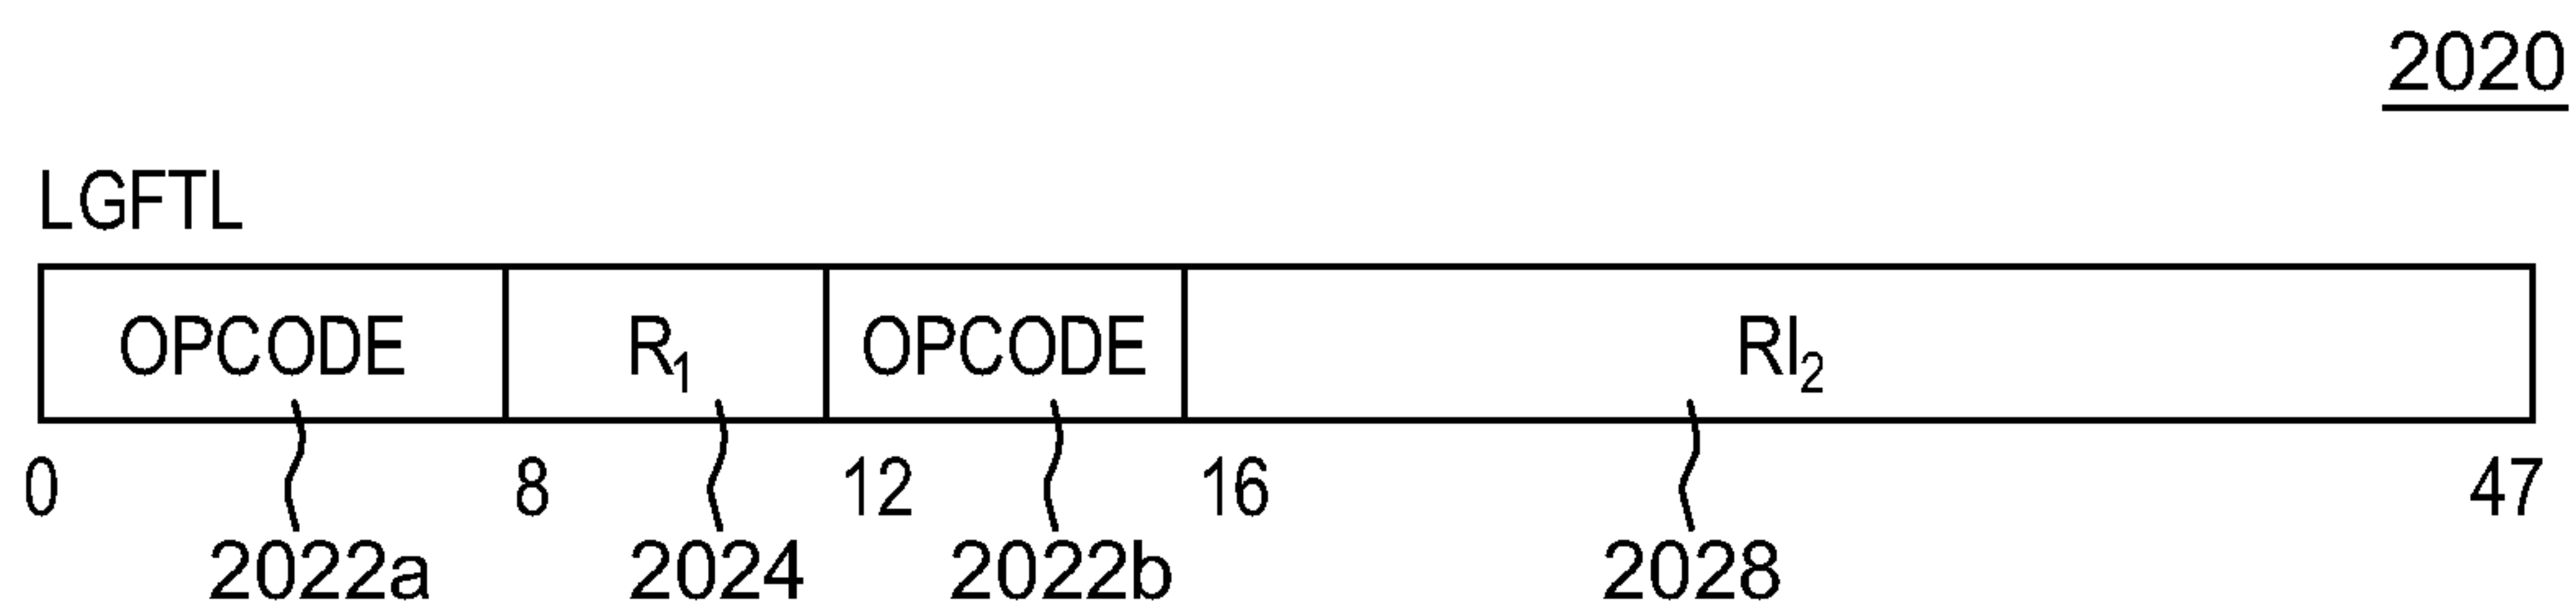 2020
LGFTL
OPCODE R₁ OPCODE RI₂
0 8 12 16 47
2022a 2024 2022b 2028